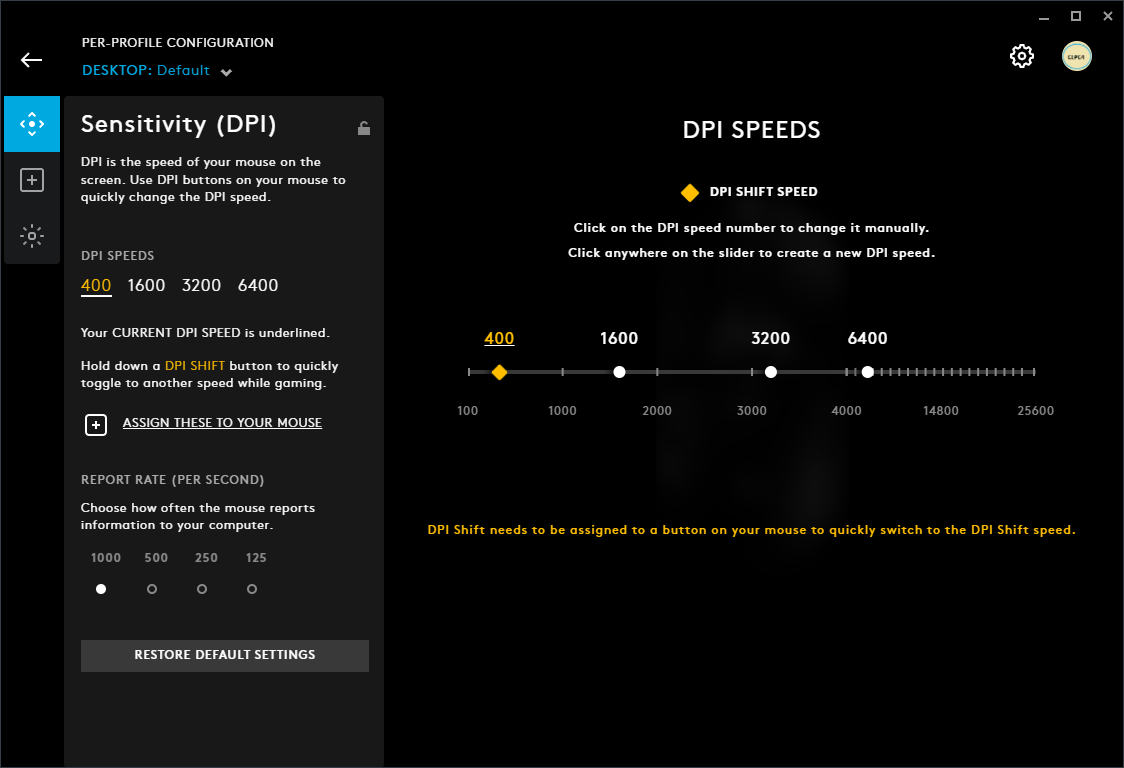 PER-PROFILE CONFIGURATION
DESKTOP: Default
Sensitivity (DPI)
DPI is the speed of your mouse on the
screen. Use DPI buttons on your mouse to
quickly change the DPI speed.
DPI SPEEDS
400 1600 3200 6400
Your CURRENT DPI SPEED is underlined.
Hold down a DPI SHIFT button to quickly
toggle to another speed while gaming.
ASSIGN THESE TO YOUR MOUSE
REPORT RATE (PER SECOND)
Choose how often the mouse reports
information to your computer.
1000 500 250 125
RESTORE DEFAULT SETTINGS
DPI SPEEDS
DPI SHIFT SPEED
Click on the DPI speed number to change it manually.
Click anywhere on the slider to create a new DPI speed.
400 1600 3200 6400
100 1000 2000 3000 4000 14800 25600
DPI Shift needs to be assigned to a button on your mouse to quickly switch to the DPI Shift speed.